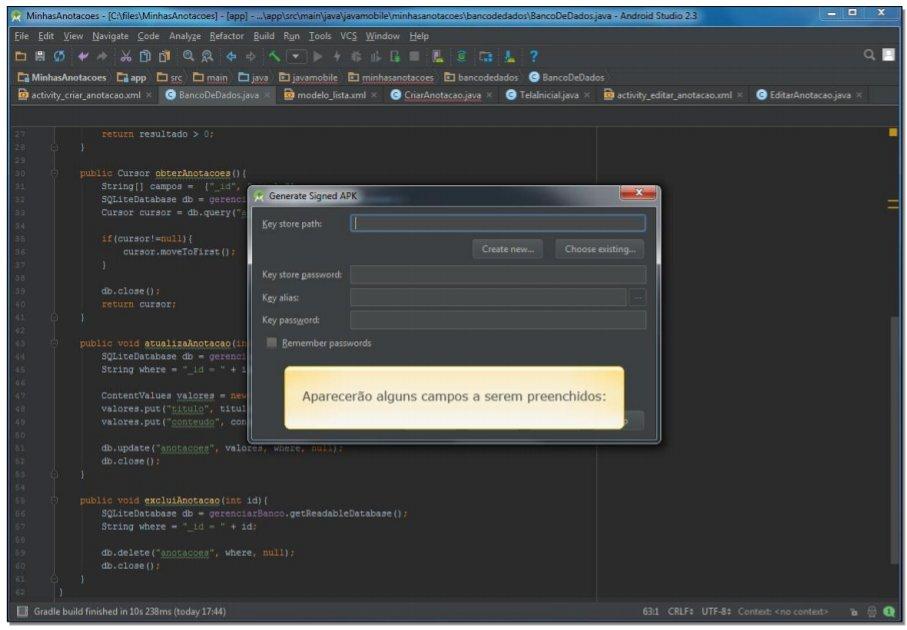 MinhasAnotacoes - [C:\files\MinhasAnotacoes] - [app] - ...\app\src\main\java\javamobile\minhasanotacoes\bancodedados\BancoDeDados.java - Android Studio 2.3
File Edit View Navigate Code Analyze Refactor Build Run Tools VCS Window Help
MinhasAnotacoes app src main java javamobile minhasanotacoes bancodedados BancoDeDados
activity_criar_anotacao.xml BancoDeDados.java modelo_lista.xml CriarAnotacao.java TelaInicial.java activity_editar_anotacao.xml EditarAnotacao.java
27 return resultado > 0;
28 }
29
30 public Cursor obterAnotacoes(){
31 String[] campos = {"_id",
32 SQLiteDatabase db = gerenci
33 Cursor cursor = db.query("a
34
35 if(cursor!=null){
36 cursor.moveToFirst();
37 }
38
39 db.close();
40 return cursor;
41 }
42
43 public void atualizaAnotacao(in
44 SQLiteDatabase db = gerenci
45 String where = "_id = " + i
46
47 ContentValues valores = new
48 valores.put("titulo", titul
49 valores.put("conteudo", con
50
51 db.update("anotacoes", valores, where, null);
52 db.close();
53 }
54
55 public void excluiAnotacao(int id){
56 SQLiteDatabase db = gerenciarBanco.getReadableDatabase();
57 String where = "_id = " + id;
58
59 db.delete("anotacoes", where, null);
60 db.close();
61 }
62 }
Generate Signed APK
Key store path:
Create new... Choose existing...
Key store password:
Key alias: ...
Key password:
Remember passwords
Aparecerão alguns campos a serem preenchidos:
Gradle build finished in 10s 238ms (today 17:44) 63:1 CRLF UTF-8 Context: <no context> 1